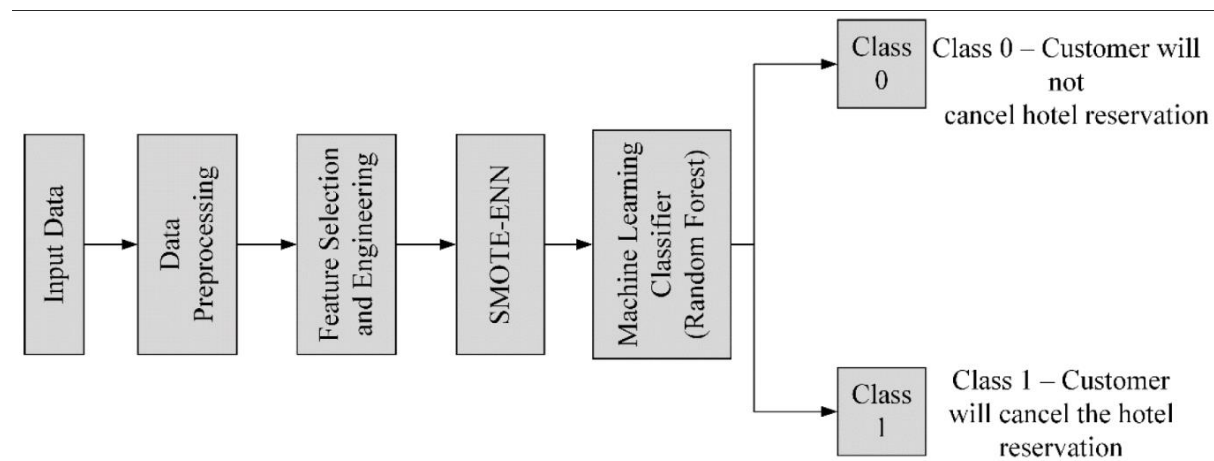 Input Data
Data
Preprocessing
Feature Selection
and Engineering
SMOTE-ENN
Machine Learning
Classifier
(Random Forest)
Class
0
Class 0 – Customer will
not
cancel hotel reservation
Class
1
Class 1 – Customer
will cancel the hotel
reservation